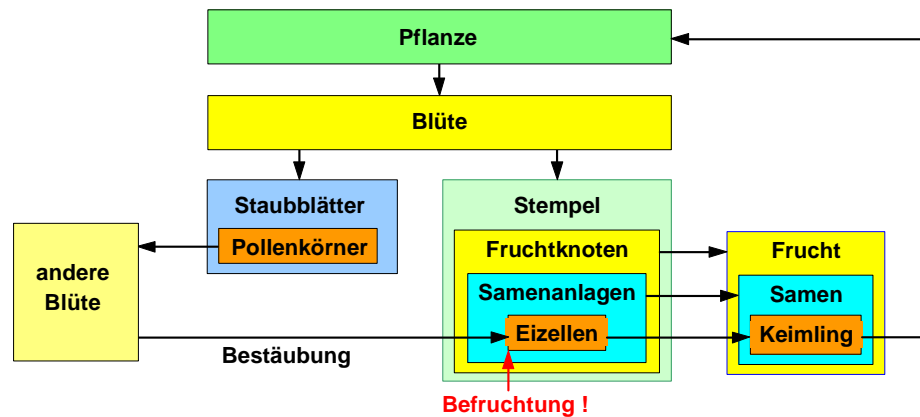 Pflanze
Blüte
Staubblätter
Pollenkörner
andere
Blüte
Stempel
Fruchtknoten
Samenanlagen
Eizellen
Frucht
Samen
Keimling
Bestäubung
Befruchtung !